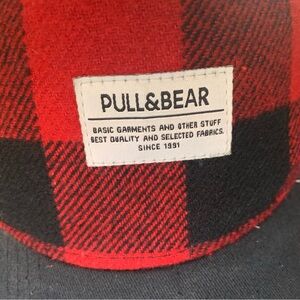 PULL&BEAR
BASIC GARMENTS AND OTHER STUFF
BEST QUALITY AND SELECTED FABRICS.
SINCE 1991